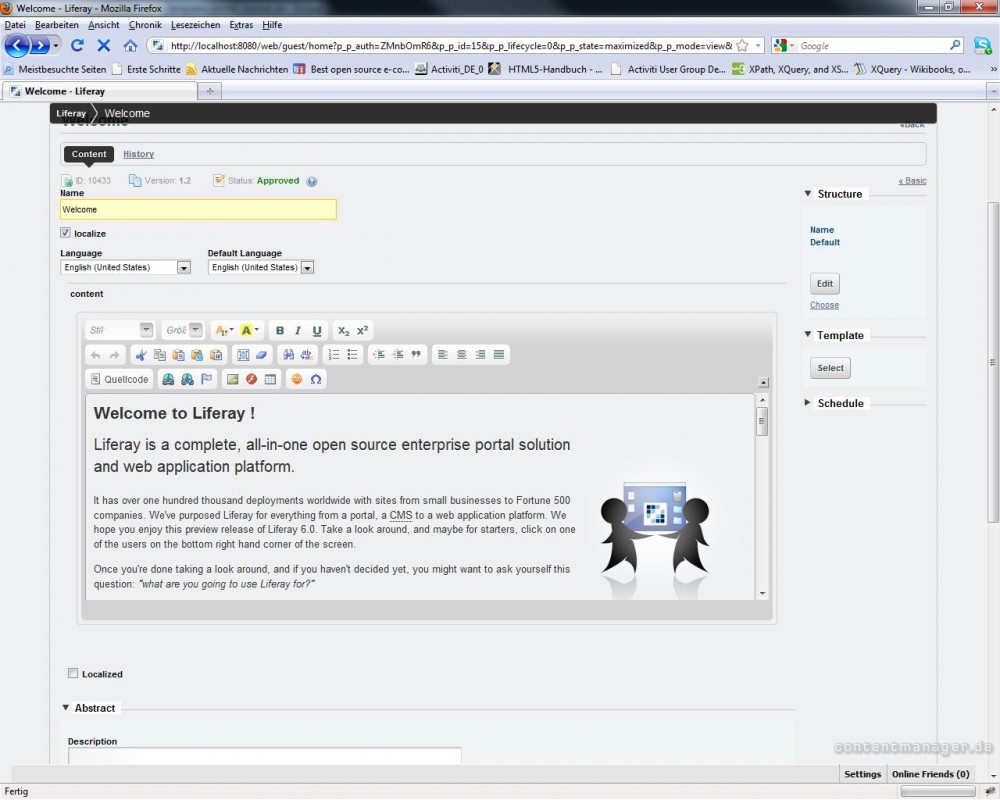 Welcome - Liferay - Mozilla Firefox
Datei Bearbeiten Ansicht Chronik Lesezeichen Extras Hilfe
http://localhost:8080/web/guest/home?p_p_auth=ZMnbOmR6&p_p_id=15&p_p_lifecycle=0&p_p_state=maximized&p_p_mode=view& Google
Meistbesuchte Seiten Erste Schritte Aktuelle Nachrichten Best open source e-co... Activiti_DE_0 HTML5-Handbuch - ... Activiti User Group De... XPath, XQuery, and XS... XQuery - Wikibooks, o... »
Welcome - Liferay
Liferay Welcome
Welcome «Back
Content History
ID: 10433 Version: 1.2 Status: Approved « Basic
Name
Welcome
localize
Language Default Language
English (United States) English (United States)
content
Stil Größ A A B I U X₂ X²
Quellcode Ω
Welcome to Liferay !
Liferay is a complete, all-in-one open source enterprise portal solution
and web application platform.
It has over one hundred thousand deployments worldwide with sites from small businesses to Fortune 500
companies. We've purposed Liferay for everything from a portal, a CMS to a web application platform. We
hope you enjoy this preview release of Liferay 6.0. Take a look around, and maybe for starters, click on one
of the users on the bottom right hand corner of the screen.
Once you're done taking a look around, and if you haven't decided yet, you might want to ask yourself this
question: "what are you going to use Liferay for?"
Localized
Abstract
Description
Structure
Name
Default
Edit
Choose
Template
Select
Schedule
contentmanager.de
Settings Online Friends (0)
Fertig